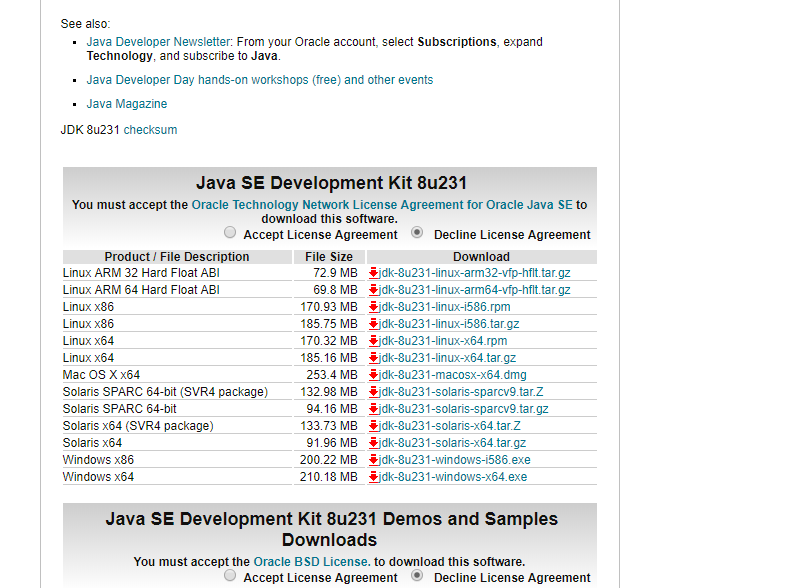 See also:
Java Developer Newsletter: From your Oracle account, select Subscriptions, expand
Technology, and subscribe to Java.
Java Developer Day hands-on workshops (free) and other events
Java Magazine
JDK 8u231 checksum
Java SE Development Kit 8u231
You must accept the Oracle Technology Network License Agreement for Oracle Java SE to
download this software.
Accept License Agreement Decline License Agreement
Product / File Description File Size Download
Linux ARM 32 Hard Float ABI 72.9 MB jdk-8u231-linux-arm32-vfp-hflt.tar.gz
Linux ARM 64 Hard Float ABI 69.8 MB jdk-8u231-linux-arm64-vfp-hflt.tar.gz
Linux x86 170.93 MB jdk-8u231-linux-i586.rpm
Linux x86 185.75 MB jdk-8u231-linux-i586.tar.gz
Linux x64 170.32 MB jdk-8u231-linux-x64.rpm
Linux x64 185.16 MB jdk-8u231-linux-x64.tar.gz
Mac OS X x64 253.4 MB jdk-8u231-macosx-x64.dmg
Solaris SPARC 64-bit (SVR4 package) 132.98 MB jdk-8u231-solaris-sparcv9.tar.Z
Solaris SPARC 64-bit 94.16 MB jdk-8u231-solaris-sparcv9.tar.gz
Solaris x64 (SVR4 package) 133.73 MB jdk-8u231-solaris-x64.tar.Z
Solaris x64 91.96 MB jdk-8u231-solaris-x64.tar.gz
Windows x86 200.22 MB jdk-8u231-windows-i586.exe
Windows x64 210.18 MB jdk-8u231-windows-x64.exe
Java SE Development Kit 8u231 Demos and Samples
Downloads
You must accept the Oracle BSD License. to download this software.
Accept License Agreement Decline License Agreement